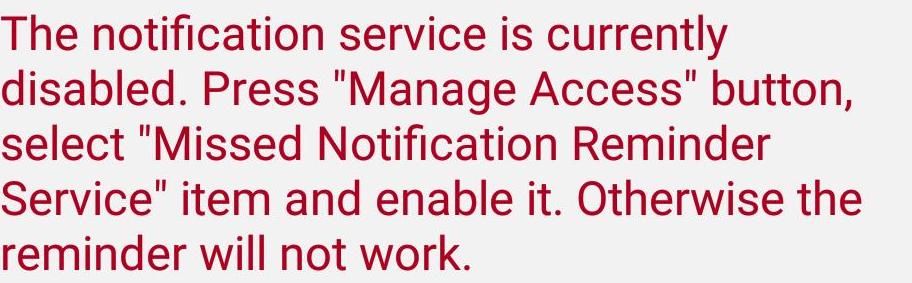 The notification service is currently
disabled. Press "Manage Access" button,
select "Missed Notification Reminder
Service" item and enable it. Otherwise the
reminder will not work.